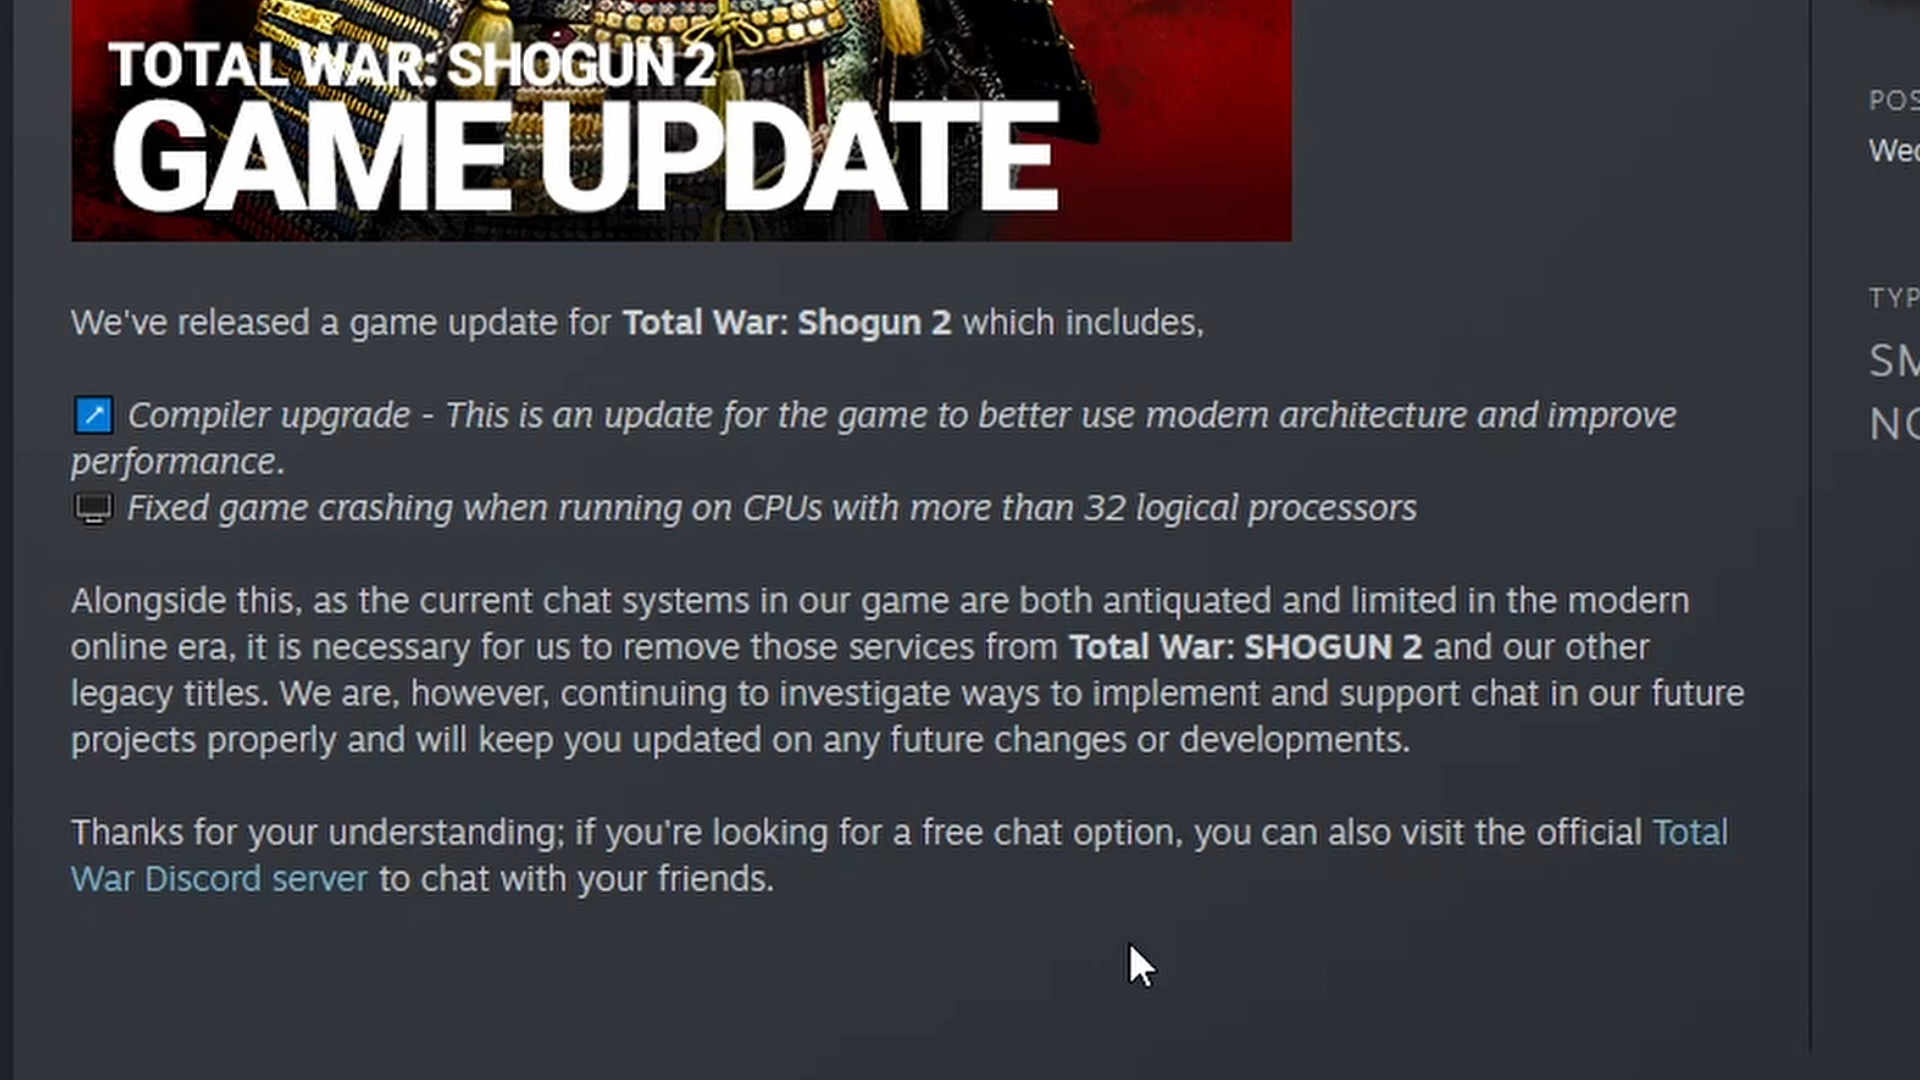 TOTAL WAR: SHOGUN 2
GAME UPDATE
We've released a game update for Total War: Shogun 2 which includes,
Compiler upgrade - This is an update for the game to better use modern architecture and improve
performance.
Fixed game crashing when running on CPUs with more than 32 logical processors
Alongside this, as the current chat systems in our game are both antiquated and limited in the modern
online era, it is necessary for us to remove those services from Total War: SHOGUN 2 and our other
legacy titles. We are, however, continuing to investigate ways to implement and support chat in our future
projects properly and will keep you updated on any future changes or developments.
Thanks for your understanding; if you're looking for a free chat option, you can also visit the official Total
War Discord server to chat with your friends.